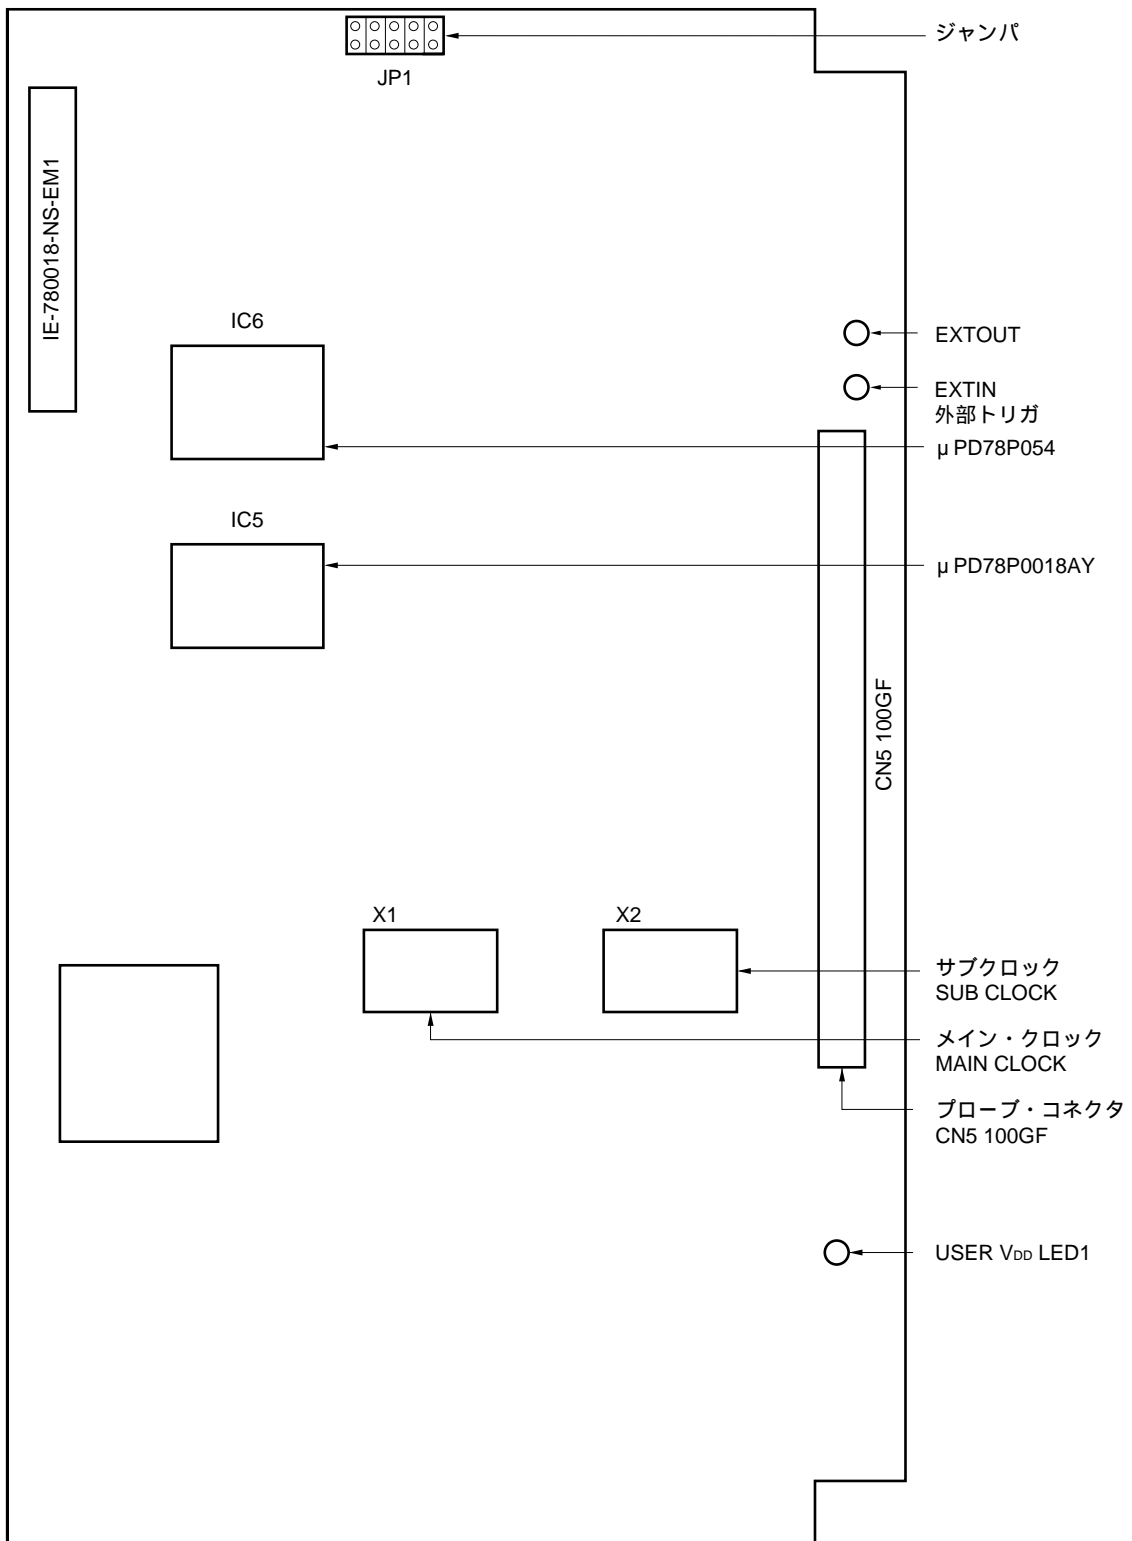 ジャンパ
JP1
IE-780018-NS-EM1
IC6
EXTOUT
EXTIN
外部トリガ
μ PD78P054
IC5
μ PD78P0018AY
CN5 100GF
X1
X2
サブクロック
SUB CLOCK
メイン・クロック
MAIN CLOCK
プローブ・コネクタ
CN5 100GF
USER VDD LED1